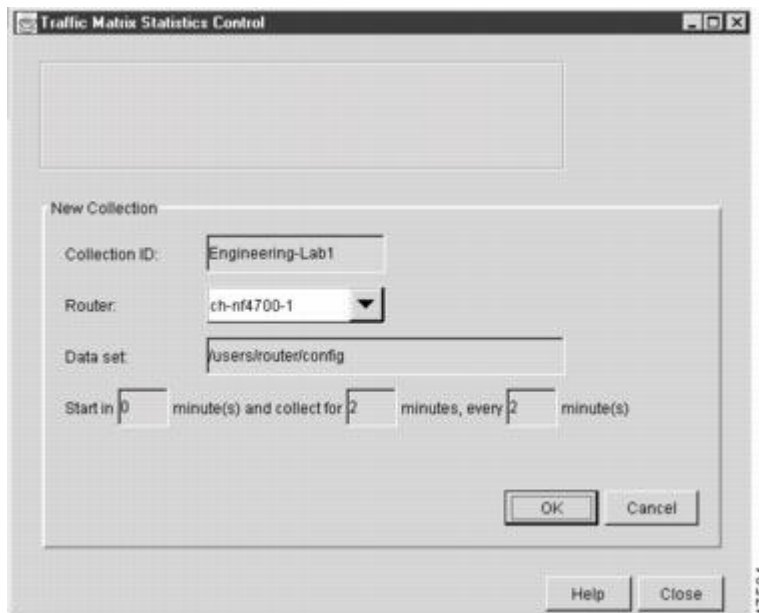 Traffic Matrix Statistics Control
New Collection
Collection ID: Engineering-Lab1
Router: ch-nf4700-1
Data set: /users/router/config
Start in 0 minute(s) and collect for 2 minutes, every 2 minute(s)
OK Cancel
Help Close